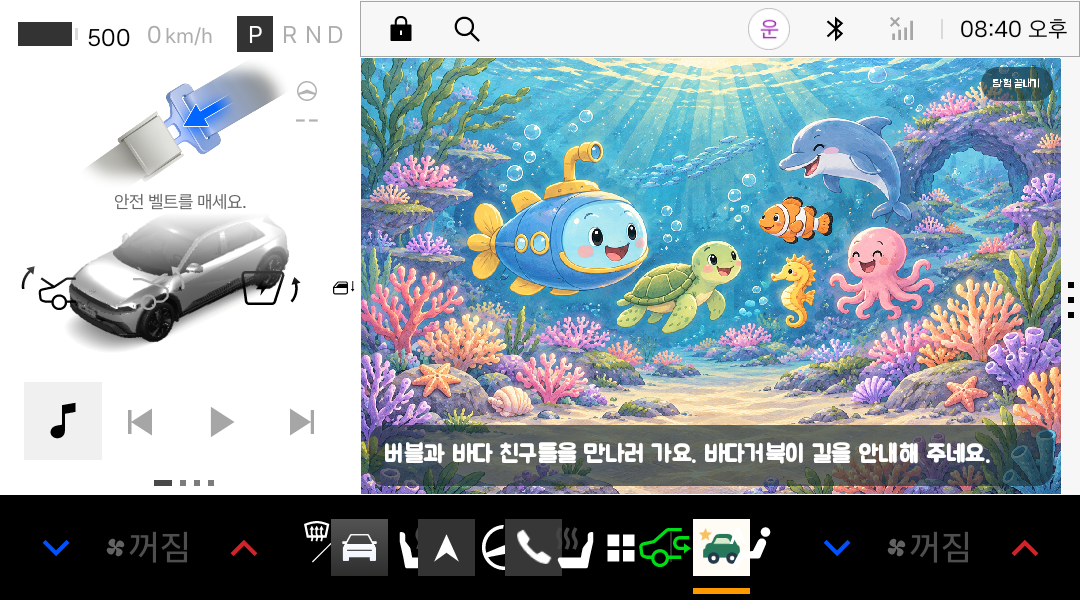 500
0 km/h
P R N D
운
08:40 오후
안전 벨트를 매세요.
탐험 끝내기
버블과 바다 친구들을 만나러 가요. 바다거북이 길을 안내해 주네요.
꺼짐
꺼짐